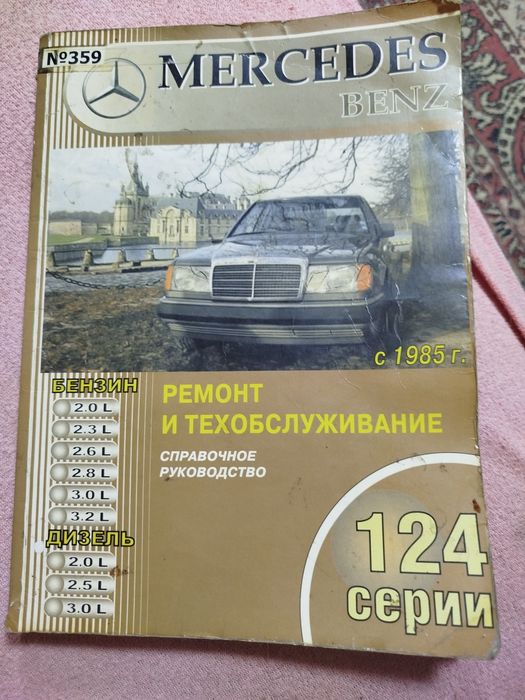 №359
MERCEDES
BENZ
с 1985 г.
БЕНЗИН
2.0 L
2.3 L
2.6 L
2.8 L
3.0 L
3.2 L
ДИЗЕЛЬ
2.0 L
2.5 L
3.0 L
РЕМОНТ
И ТЕХОБСЛУЖИВАНИЕ
СПРАВОЧНОЕ
РУКОВОДСТВО
124
серии